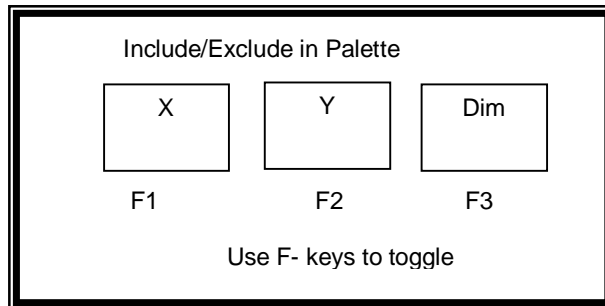 Include/Exclude in Palette
X Y Dim
F1 F2 F3
Use F- keys to toggle